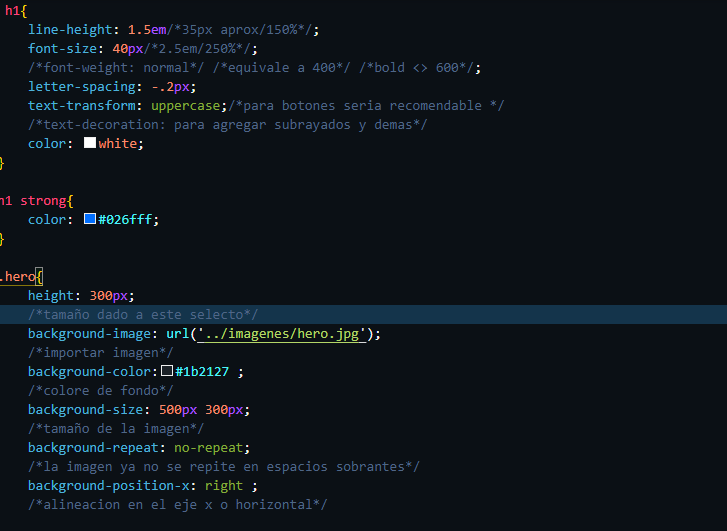 h1{
line-height: 1.5em/*35px aprox/150%*/;
font-size: 40px/*2.5em/250%*/;
/*font-weight: normal*/ /*equivale a 400*/ /*bold <> 600*/;
letter-spacing: -.2px;
text-transform: uppercase;/*para botones seria recomendable */
/*text-decoration: para agregar subrayados y demas*/
color: white;
}
h1 strong{
color: #026fff;
}
.hero{
height: 300px;
/*tamaño dado a este selecto*/
background-image: url('../imagenes/hero.jpg');
/*importar imagen*/
background-color:#1b2127 ;
/*colore de fondo*/
background-size: 500px 300px;
/*tamaño de la imagen*/
background-repeat: no-repeat;
/*la imagen ya no se repite en espacios sobrantes*/
background-position-x: right ;
/*alineacion en el eje x o horizontal*/